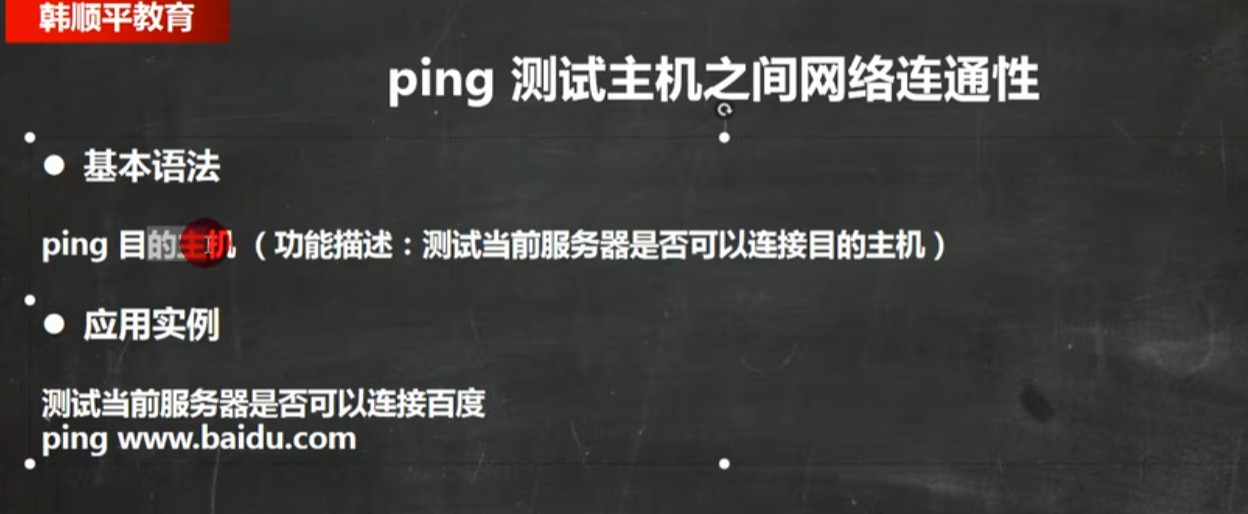 韩顺平教育
ping 测试主机之间网络连通性
● 基本语法
ping 目的主机 （功能描述：测试当前服务器是否可以连接目的主机）
● 应用实例
测试当前服务器是否可以连接百度
ping www.baidu.com